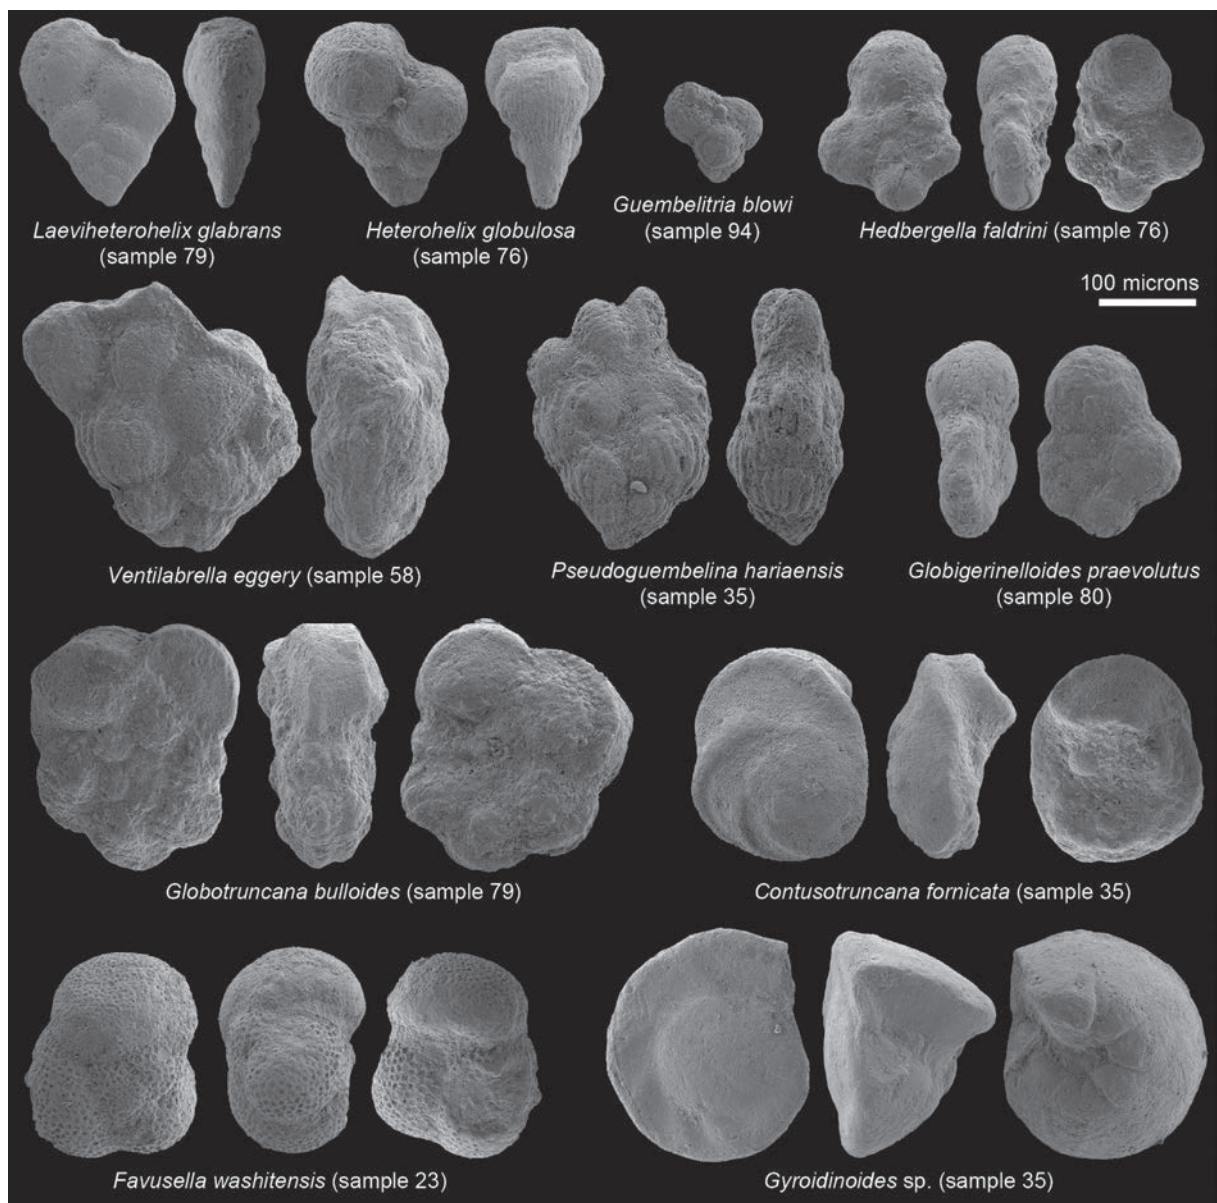 Laeviheterohelix glabrans
(sample 79)
Heterohelix globulosa
(sample 76)
Guembelitria blowi
(sample 94)
Hedbergella faldrini (sample 76)
100 microns
Ventilabrella eggery (sample 58)
Pseudoguembelina hariaensis
(sample 35)
Globigerinelloides praevolutus
(sample 80)
Globotruncana bulloides (sample 79)
Contusotruncana fornicata (sample 35)
Favusella washitensis (sample 23)
Gyroidinoides sp. (sample 35)